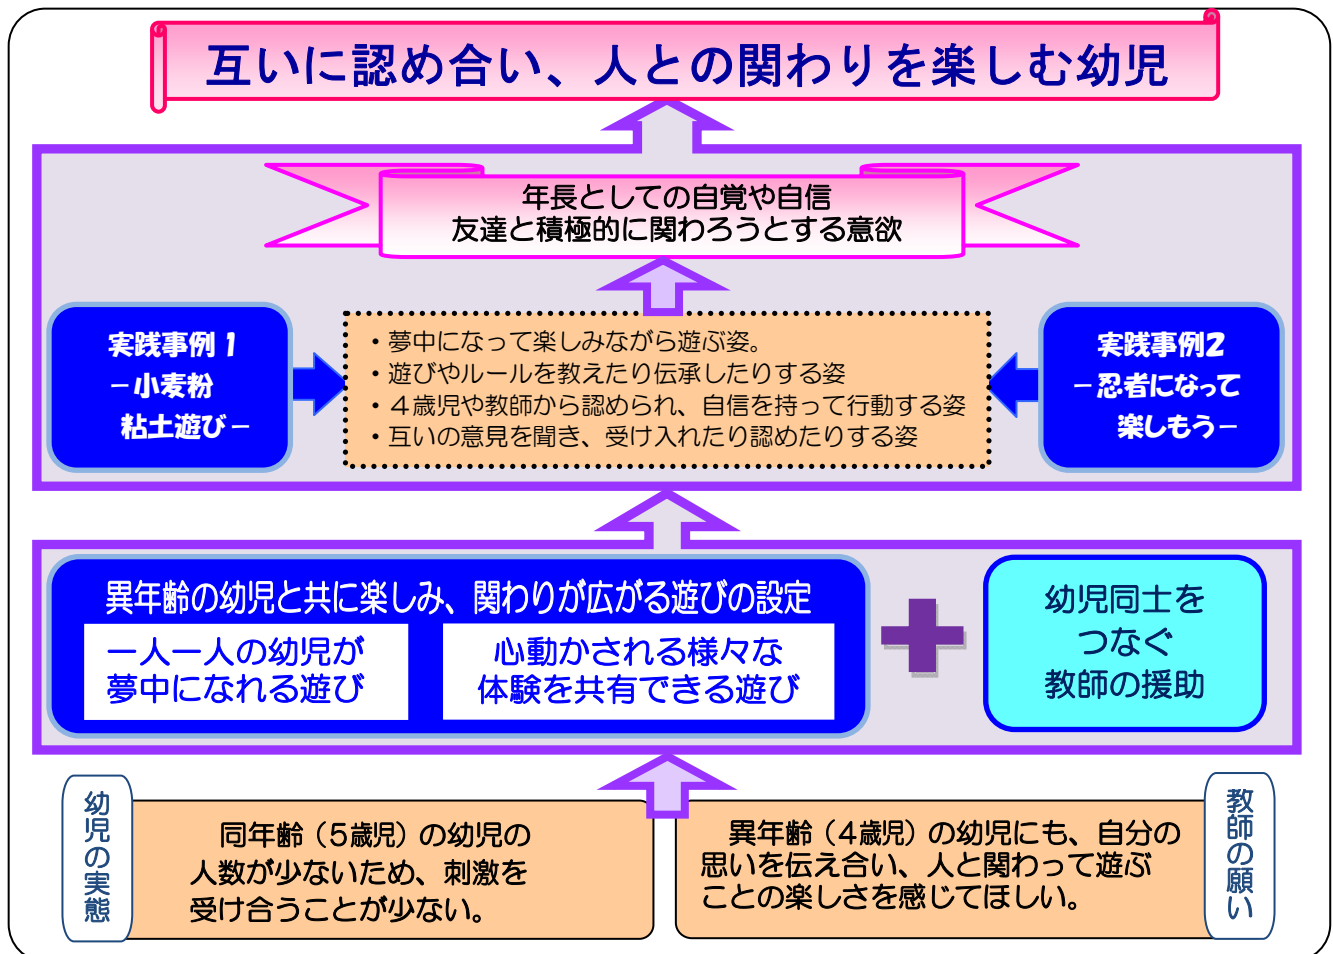 互いに認め合い、人との関わりを楽しむ幼児
年長としての自覚や自信
友達と積極的に関わろうとする意欲
実践事例1
－小麦粉
粘土遊び－
・夢中になって楽しみながら遊ぶ姿。
・遊びやルールを教えたり伝承したりする姿
・４歳児や教師から認められ、自信を持って行動する姿
・互いの意見を聞き、受け入れたり認めたりする姿
実践事例2
－忍者になって
楽しもう－
異年齢の幼児と共に楽しみ、関わりが広がる遊びの設定
一人一人の幼児が
夢中になれる遊び
心動かされる様々な
体験を共有できる遊び
幼児同士を
つなぐ
教師の援助
幼児の実態
同年齢（５歳児）の幼児の
人数が少ないため、刺激を
受け合うことが少ない。
異年齢（４歳児）の幼児にも、自分の
思いを伝え合い、人と関わって遊ぶ
ことの楽しさを感じてほしい。
教師の願い